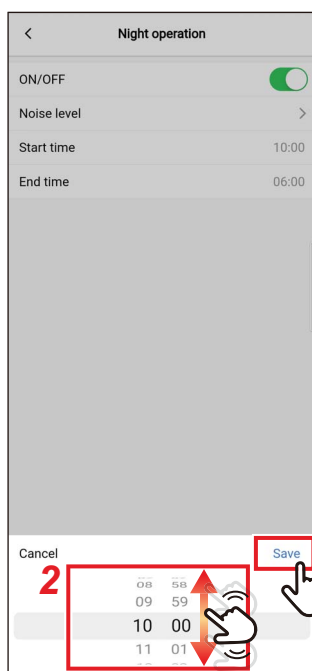 Night operation
ON/OFF
Noise level
Start time 10:00
End time 06:00
Cancel Save
2
08 58
09 59
10 00
11 01